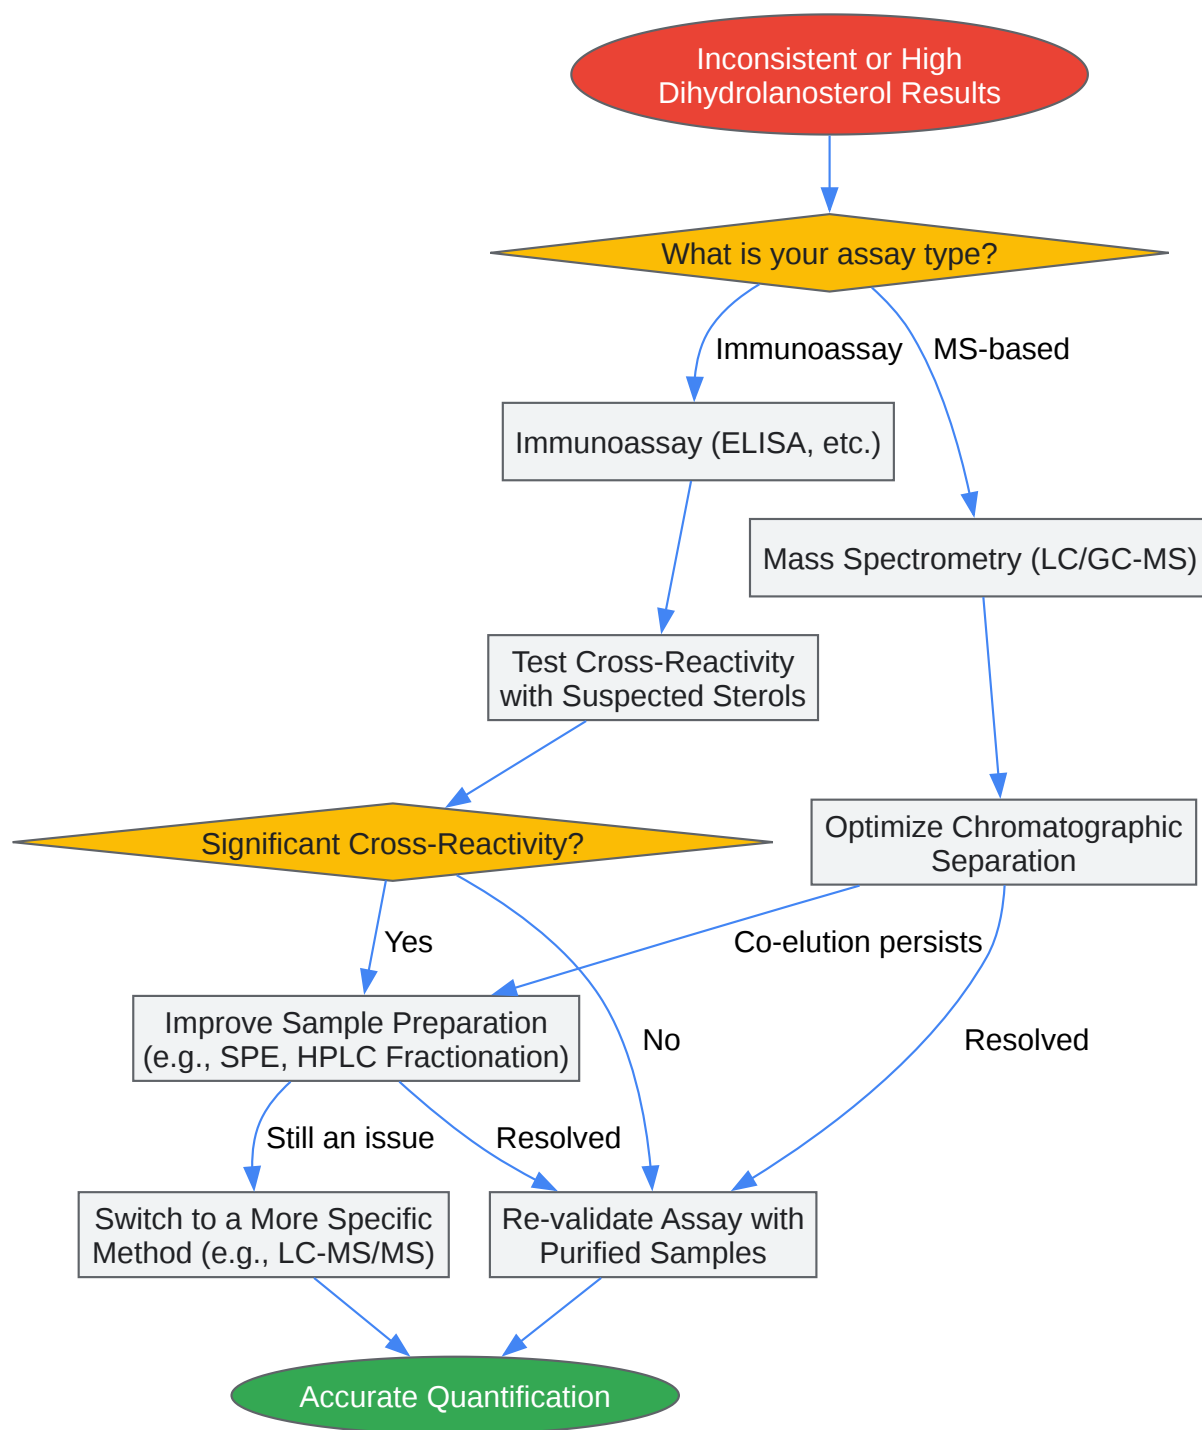 Inconsistent or High
Dihydrolanosterol Results
What is your assay type?
Immunoassay
MS-based
Immunoassay (ELISA, etc.)
Mass Spectrometry (LC/GC-MS)
Test Cross-Reactivity
with Suspected Sterols
Significant Cross-Reactivity?
Optimize Chromatographic
Separation
Yes
Co-elution persists
Improve Sample Preparation
(e.g., SPE, HPLC Fractionation)
No
Resolved
Still an issue
Resolved
Switch to a More Specific
Method (e.g., LC-MS/MS)
Re-validate Assay with
Purified Samples
Accurate Quantification